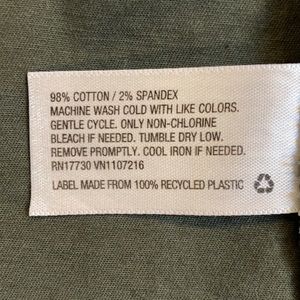 98% COTTON / 2% SPANDEX
MACHINE WASH COLD WITH LIKE COLORS.
GENTLE CYCLE. ONLY NON-CHLORINE
BLEACH IF NEEDED. TUMBLE DRY LOW.
REMOVE PROMPTLY. COOL IRON IF NEEDED.
RN17730 VN1107216
LABEL MADE FROM 100% RECYCLED PLASTIC